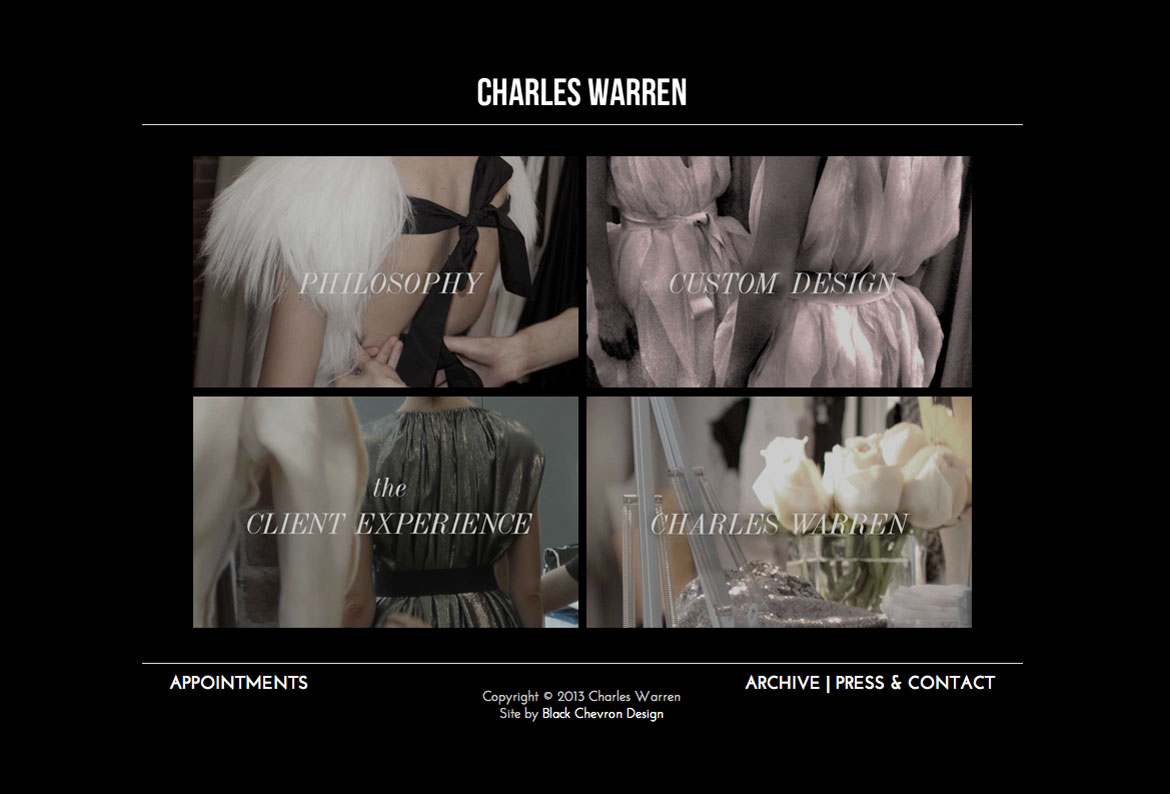 CHARLES WARREN
PHILOSOPHY
CUSTOM DESIGN
the
CLIENT EXPERIENCE
CHARLES WARREN.
APPOINTMENTS
ARCHIVE | PRESS & CONTACT
Copyright © 2013 Charles Warren
Site by Black Chevron Design